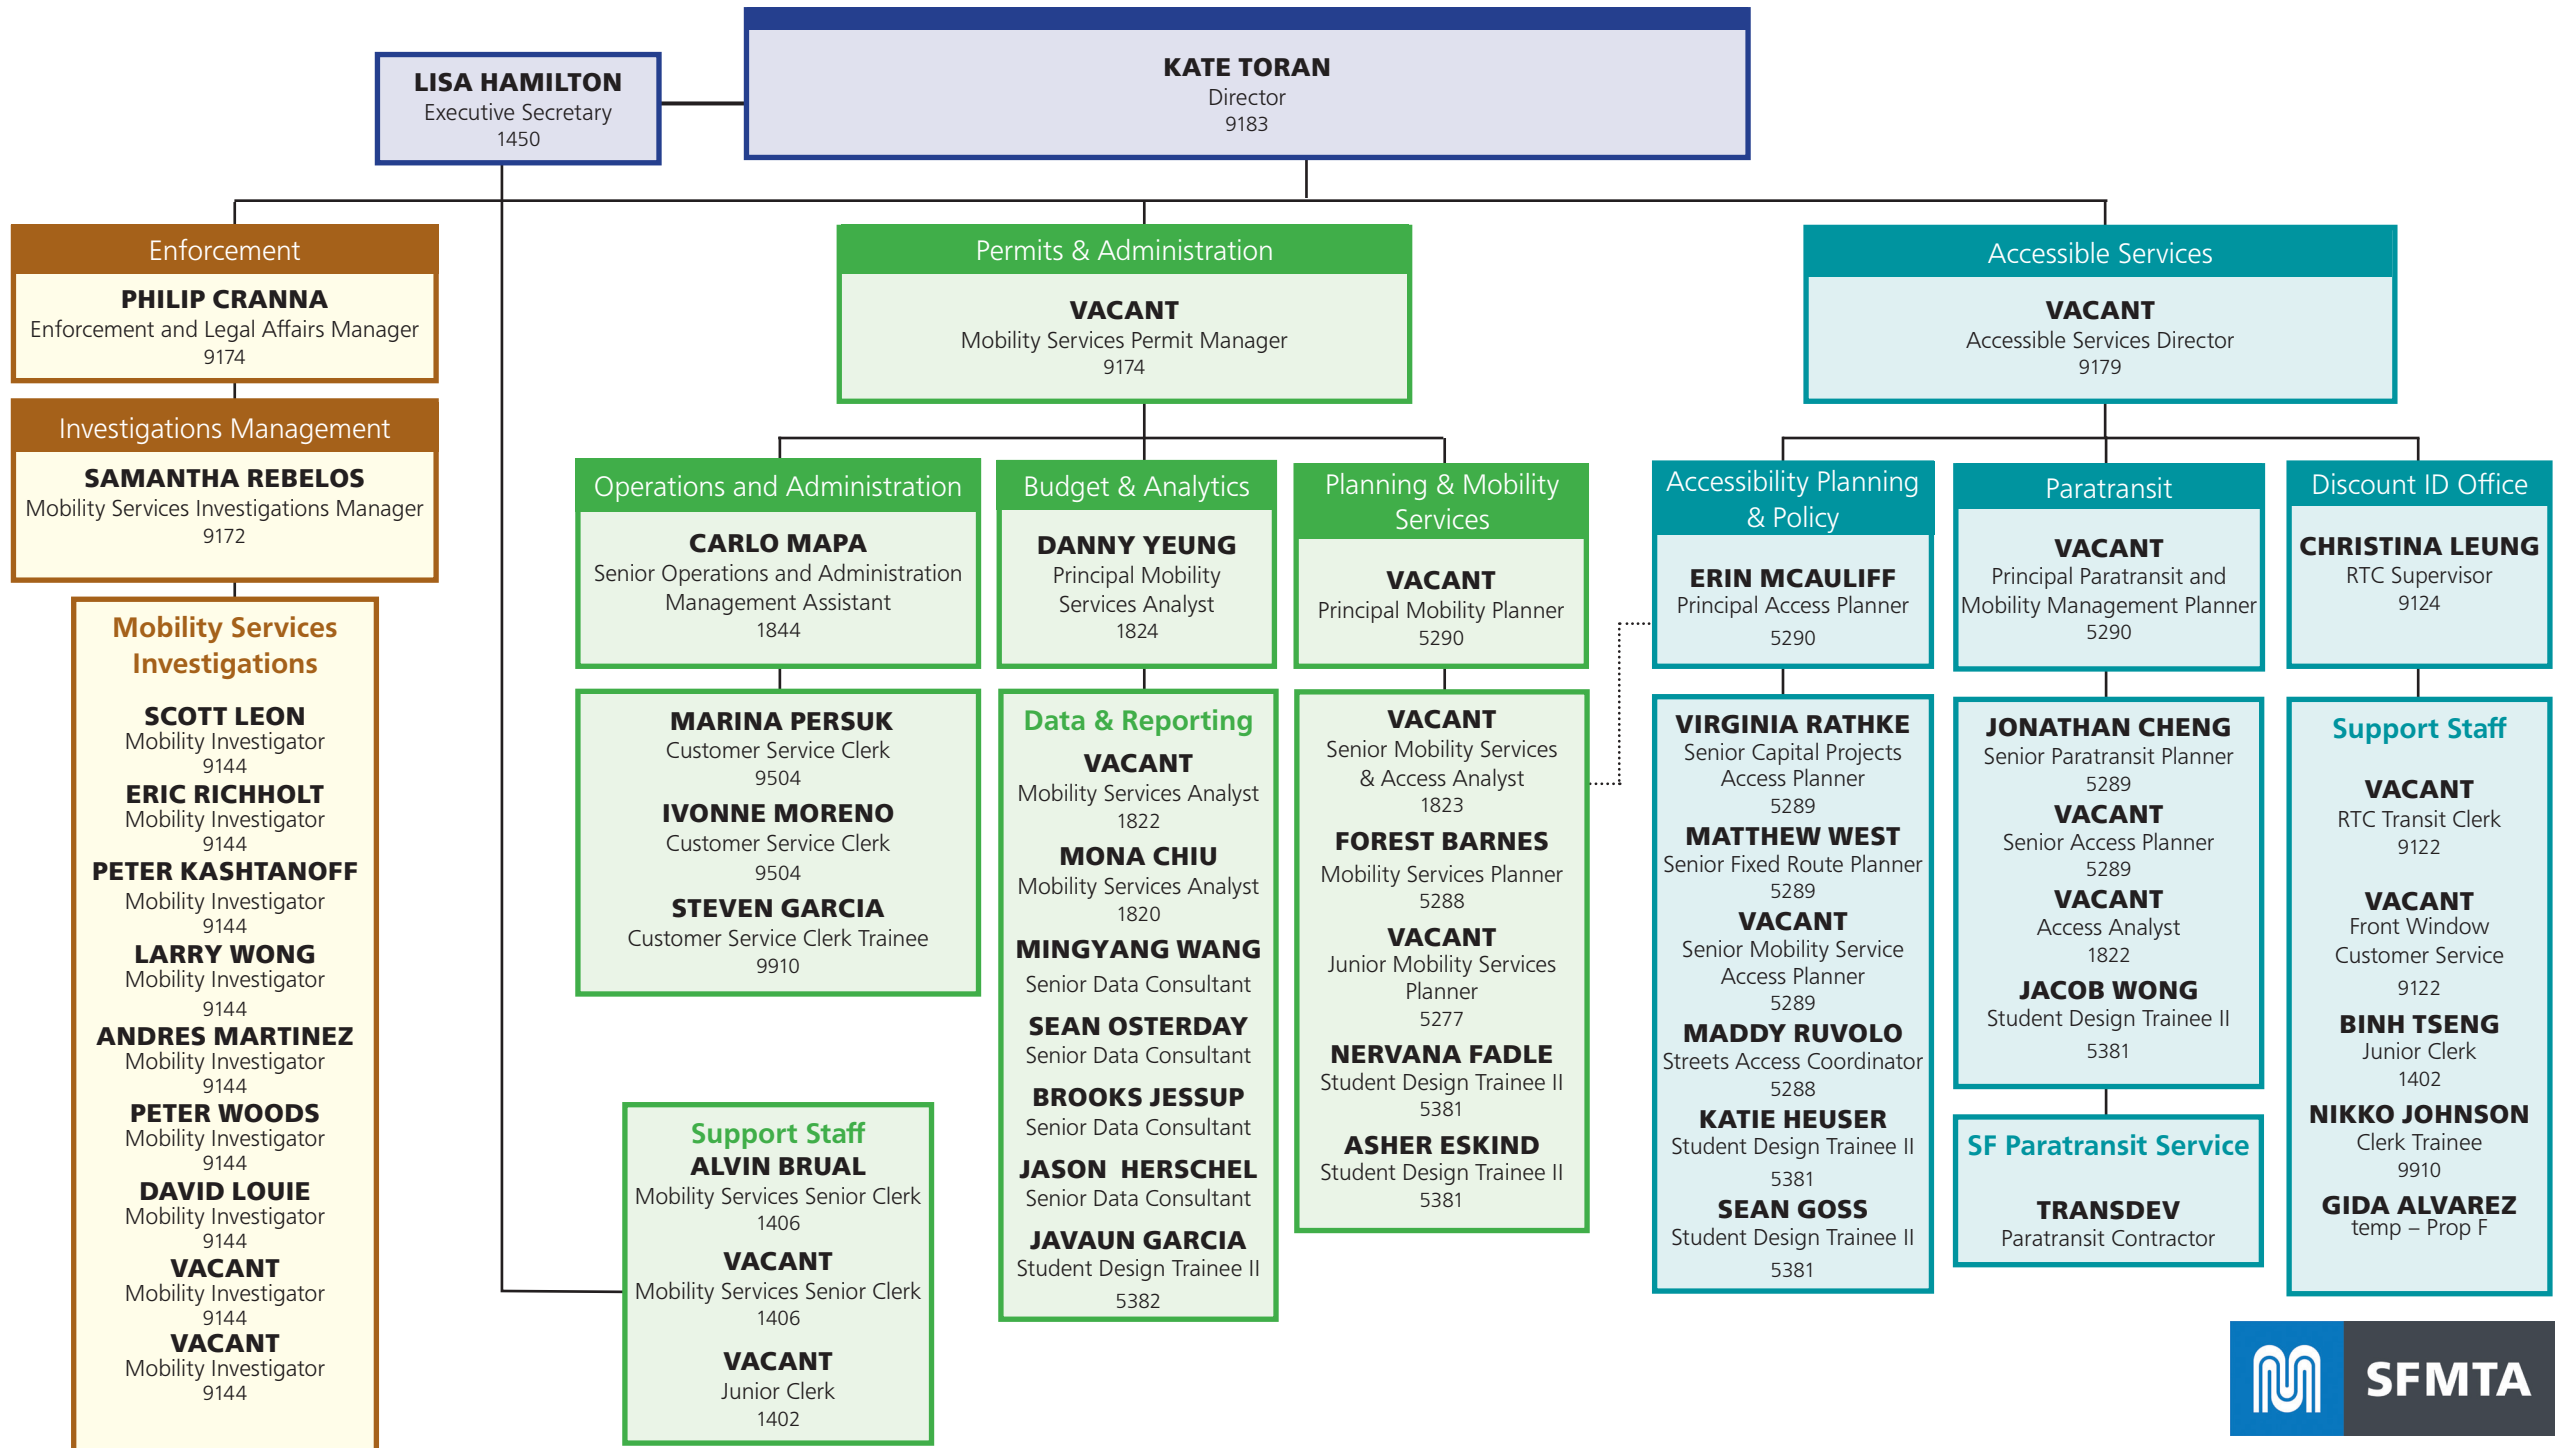 LISA HAMILTON
Executive Secretary
1450
KATE TORAN
Director
9183
Enforcement
PHILIP CRANNA
Enforcement and Legal Affairs Manager
9174
Investigations Management
SAMANTHA REBELOS
Mobility Services Investigations Manager
9172
Mobility Services
Investigations
SCOTT LEON
Mobility Investigator
9144
ERIC RICHHOLT
Mobility Investigator
9144
PETER KASHTANOFF
Mobility Investigator
9144
LARRY WONG
Mobility Investigator
9144
ANDRES MARTINEZ
Mobility Investigator
9144
PETER WOODS
Mobility Investigator
9144
DAVID LOUIE
Mobility Investigator
9144
VACANT
Mobility Investigator
9144
VACANT
Mobility Investigator
9144
Permits & Administration
VACANT
Mobility Services Permit Manager
9174
Operations and Administration
CARLO MAPA
Senior Operations and Administration
Management Assistant
1844
MARINA PERSUK
Customer Service Clerk
9504
IVONNE MORENO
Customer Service Clerk
9504
STEVEN GARCIA
Customer Service Clerk Trainee
9910
Support Staff
ALVIN BRUAL
Mobility Services Senior Clerk
1406
VACANT
Mobility Services Senior Clerk
1406
VACANT
Junior Clerk
1402
Budget & Analytics
DANNY YEUNG
Principal Mobility
Services Analyst
1824
Data & Reporting
VACANT
Mobility Services Analyst
1822
MONA CHIU
Mobility Services Analyst
1820
MINGYANG WANG
Senior Data Consultant
SEAN OSTERDAY
Senior Data Consultant
BROOKS JESSUP
Senior Data Consultant
JASON HERSCHEL
Senior Data Consultant
JAVAUN GARCIA
Student Design Trainee II
5382
Planning & Mobility
Services
VACANT
Principal Mobility Planner
5290
VACANT
Senior Mobility Services
& Access Analyst
1823
FOREST BARNES
Mobility Services Planner
5288
VACANT
Junior Mobility Services
Planner
5277
NERVANA FADLE
Student Design Trainee II
5381
ASHER ESKIND
Student Design Trainee II
5381
Accessible Services
VACANT
Accessible Services Director
9179
Accessibility Planning
& Policy
ERIN MCAULIFF
Principal Access Planner
5290
VIRGINIA RATHKE
Senior Capital Projects
Access Planner
5289
MATTHEW WEST
Senior Fixed Route Planner
5289
VACANT
Senior Mobility Service
Access Planner
5289
MADDY RUVOLO
Streets Access Coordinator
5288
KATIE HEUSER
Student Design Trainee II
5381
SEAN GOSS
Student Design Trainee II
5381
Paratransit
VACANT
Principal Paratransit and
Mobility Management Planner
5290
JONATHAN CHENG
Senior Paratransit Planner
5289
VACANT
Senior Access Planner
5289
VACANT
Access Analyst
1822
JACOB WONG
Student Design Trainee II
5381
SF Paratransit Service
TRANSDEV
Paratransit Contractor
Discount ID Office
CHRISTINA LEUNG
RTC Supervisor
9124
Support Staff
VACANT
RTC Transit Clerk
9122
VACANT
Front Window
Customer Service
9122
BINH TSENG
Junior Clerk
1402
NIKKO JOHNSON
Clerk Trainee
9910
GIDA ALVAREZ
temp – Prop F
SFMTA